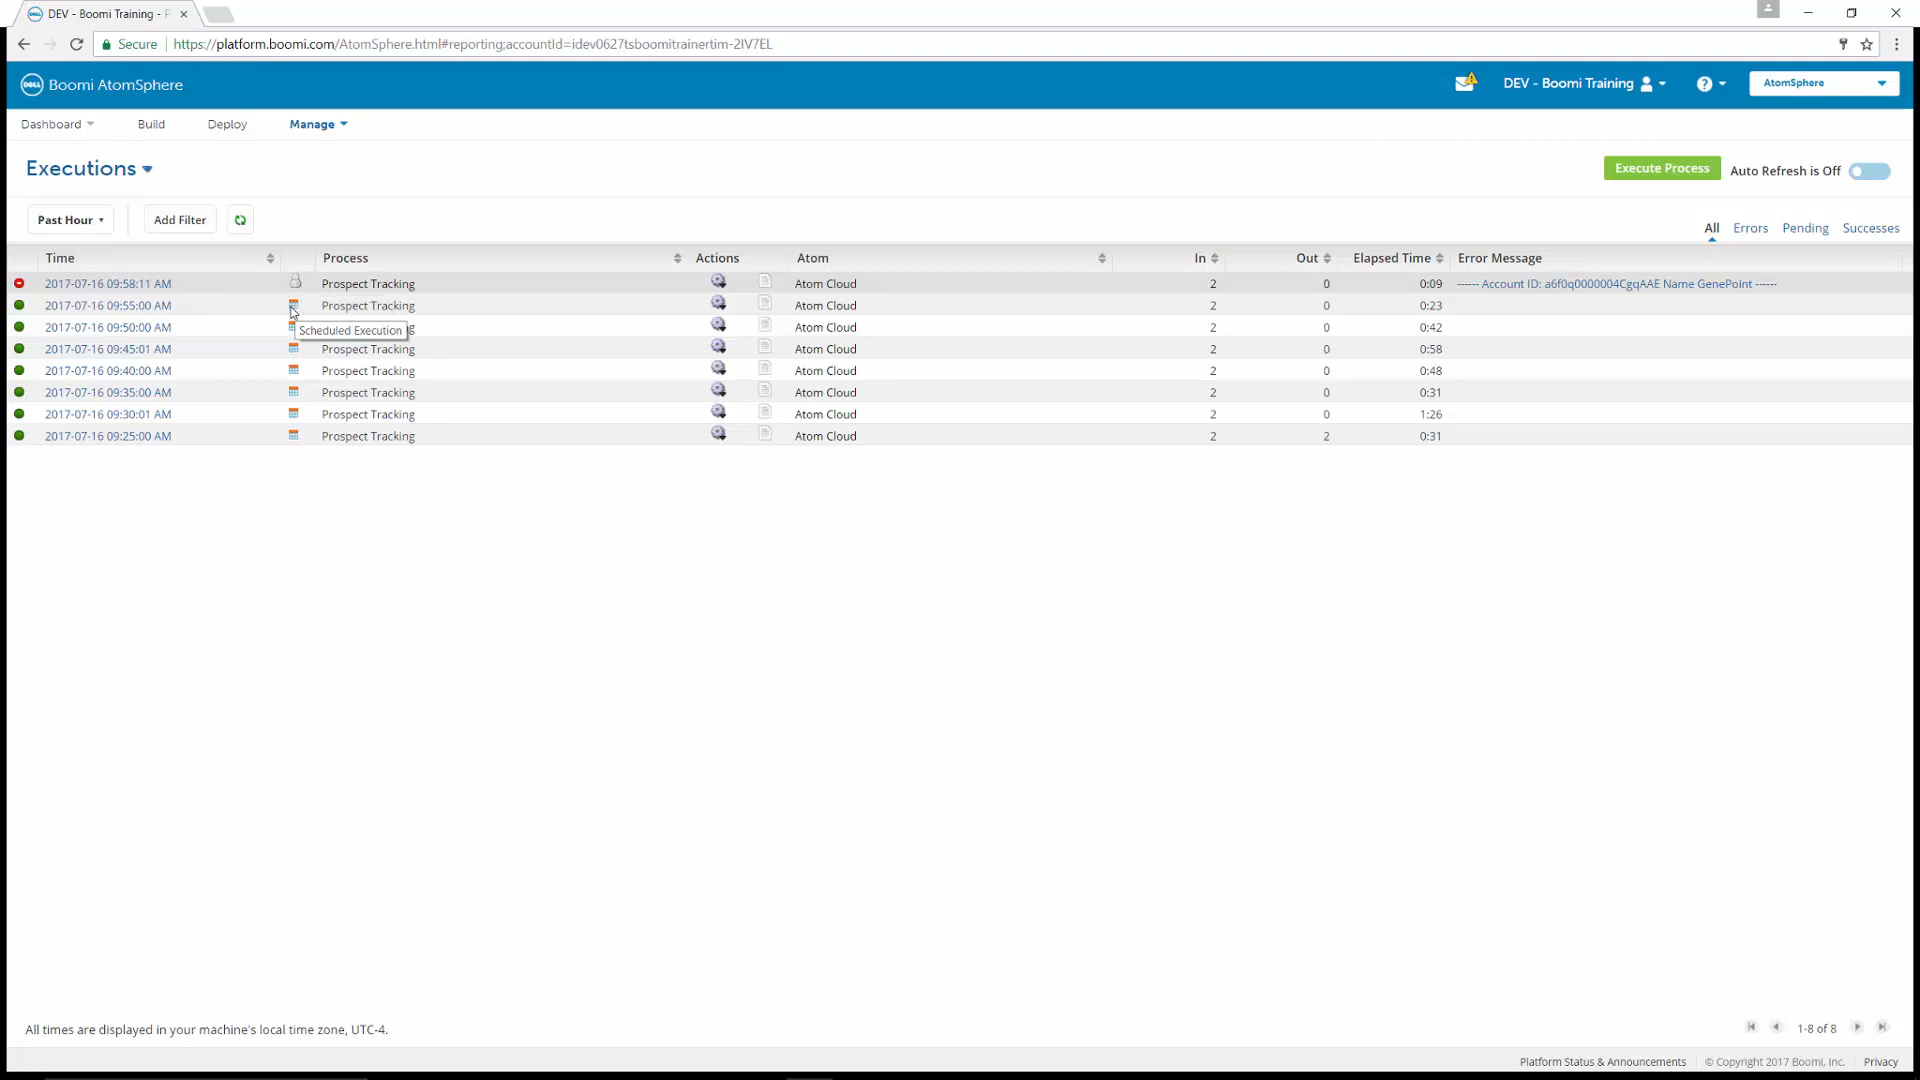 DEV - Boomi Training - P
Secure https://platform.boomi.com/AtomSphere.html#reporting;accountId=idev0627tsboomitrainertim-2IV7EL
DELL Boomi AtomSphere DEV - Boomi Training ? AtomSphere
Dashboard Build Deploy Manage
Executions Execute Process Auto Refresh is Off
Past Hour Add Filter
All Errors Pending Successes
Time Process Actions Atom In Out Elapsed Time Error Message
2017-07-16 09:58:11 AM Prospect Tracking Atom Cloud 2 0 0:09 ------ Account ID: a6f0q0000004CgqAAE Name GenePoint ------
2017-07-16 09:55:00 AM Prospect Tracking Atom Cloud 2 0 0:23
2017-07-16 09:50:00 AM Scheduled Execution g Atom Cloud 2 0 0:42
2017-07-16 09:45:01 AM Prospect Tracking Atom Cloud 2 0 0:58
2017-07-16 09:40:00 AM Prospect Tracking Atom Cloud 2 0 0:48
2017-07-16 09:35:00 AM Prospect Tracking Atom Cloud 2 0 0:31
2017-07-16 09:30:01 AM Prospect Tracking Atom Cloud 2 0 1:26
2017-07-16 09:25:00 AM Prospect Tracking Atom Cloud 2 2 0:31
All times are displayed in your machine's local time zone, UTC-4. 1-8 of 8
Platform Status & Announcements © Copyright 2017 Boomi, Inc. Privacy